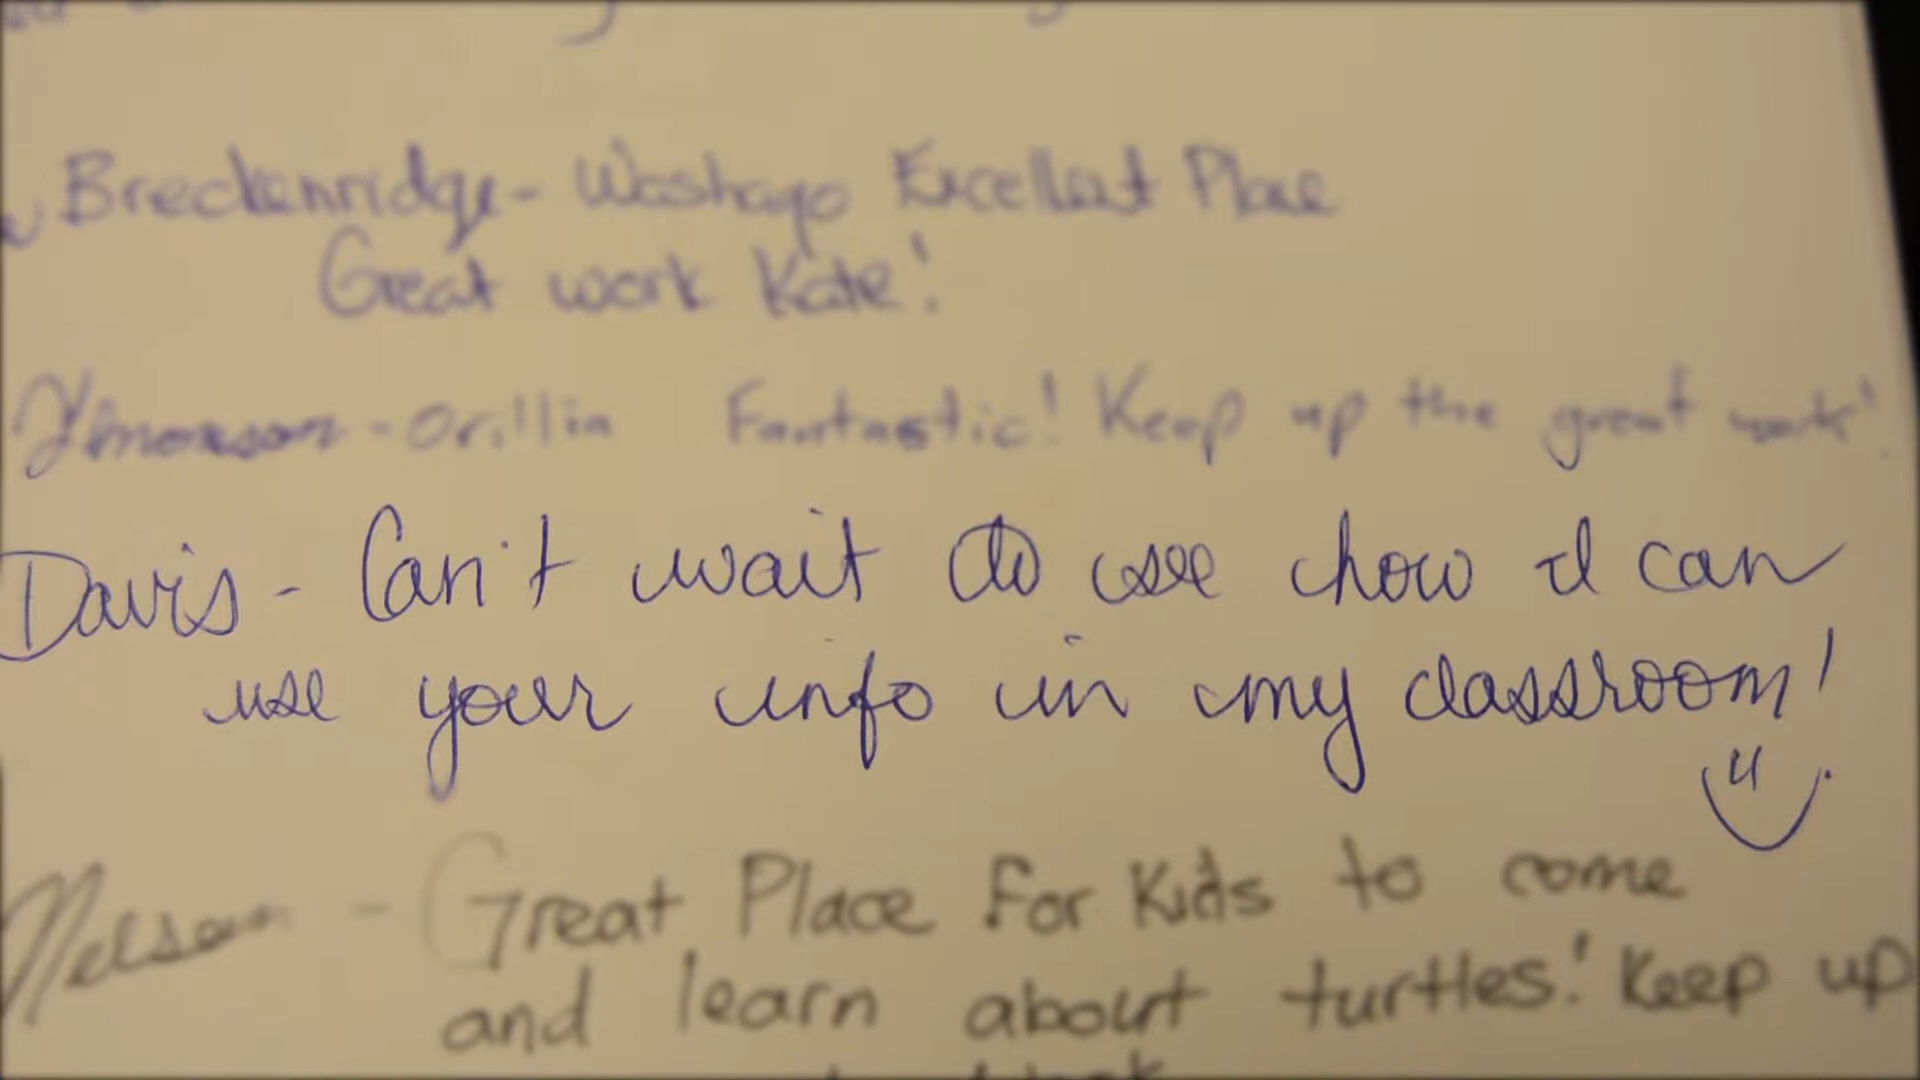 Breckenridge - Washago Excellent Place
Great work Kate!
- Orillia Fantastic! Keep up the great work!
Davis - Can't wait to see how I can
use your info in my classroom!
Nelson - Great Place For Kids to come
and learn about turtles! Keep up